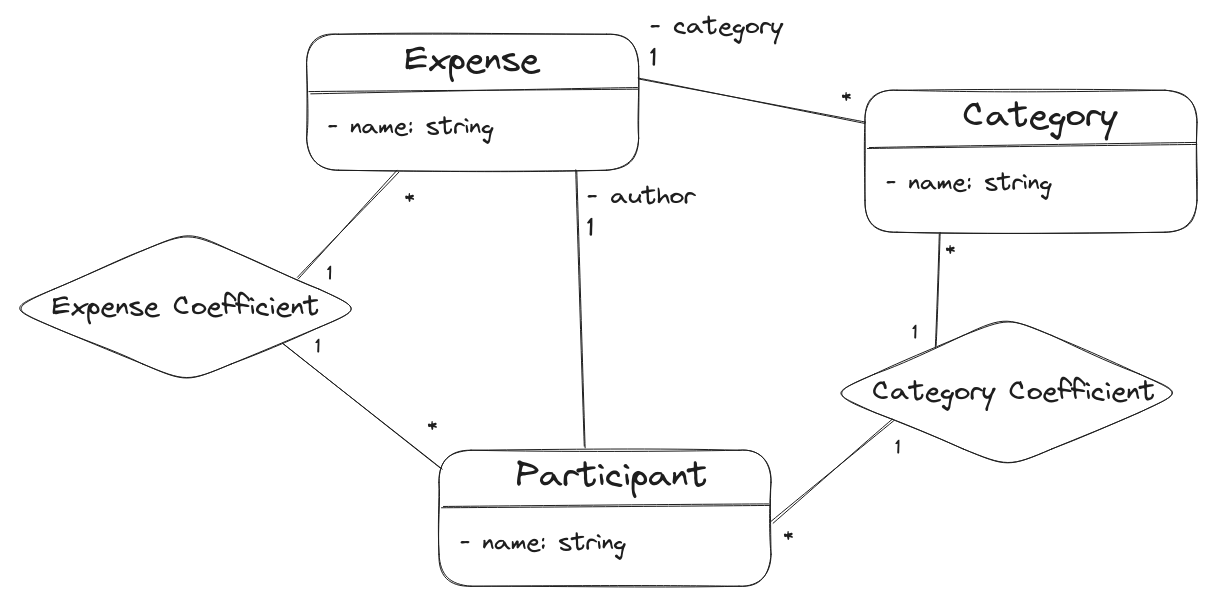 - category
1
Expense
*
Category
- name: string
- name: string
- author
*
1
*
1
Expense Coefficient
1
1
Category Coefficient
*
1
Participant
*
- name: string